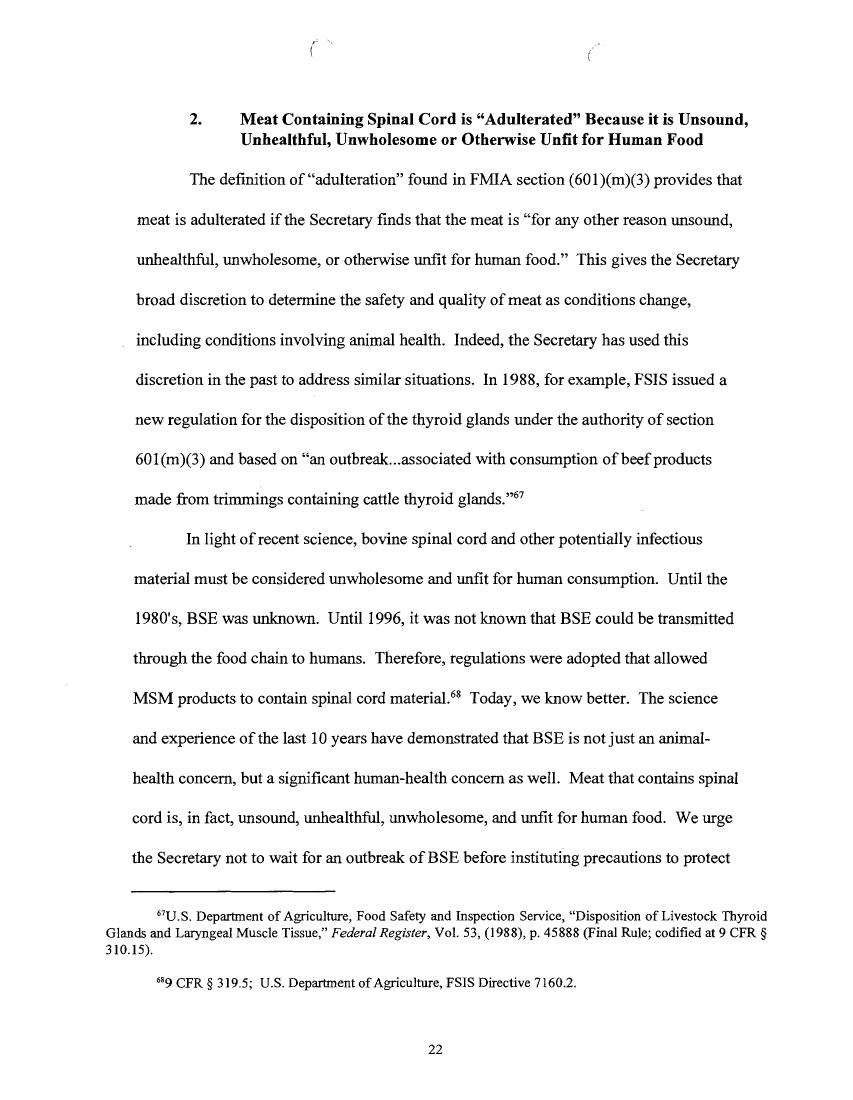 2. Meat Containing Spinal Cord is “Adulterated” Because it is Unsound,
Unhealthful, Unwholesome or Otherwise Unfit for Human Food
The definition of “adulteration” found in FMIA section (601)(m)(3) provides that
meat is adulterated if the Secretary finds that the meat is “for any other reason unsound,
unhealthful, unwholesome, or otherwise unfit for human food.” This gives the Secretary
broad discretion to determine the safety and quality of meat as conditions change,
including conditions involving animal health. Indeed, the Secretary has used this
discretion in the past to address similar situations. In 1988, for example, FSIS issued a
new regulation for the disposition of the thyroid glands under the authority of section
601(m)(3) and based on “an outbreak...associated with consumption of beef products
made from trimmings containing cattle thyroid glands.”67
In light of recent science, bovine spinal cord and other potentially infectious
material must be considered unwholesome and unfit for human consumption. Until the
1980's, BSE was unknown. Until 1996, it was not known that BSE could be transmitted
through the food chain to humans. Therefore, regulations were adopted that allowed
MSM products to contain spinal cord material.68 Today, we know better. The science
and experience of the last 10 years have demonstrated that BSE is not just an animal-
health concern, but a significant human-health concern as well. Meat that contains spinal
cord is, in fact, unsound, unhealthful, unwholesome, and unfit for human food. We urge
the Secretary not to wait for an outbreak of BSE before instituting precautions to protect
67U.S. Department of Agriculture, Food Safety and Inspection Service, “Disposition of Livestock Thyroid
Glands and Laryngeal Muscle Tissue,” Federal Register, Vol. 53, (1988), p. 45888 (Final Rule; codified at 9 CFR §
310.15).
689 CFR § 319.5; U.S. Department of Agriculture, FSIS Directive 7160.2.
22